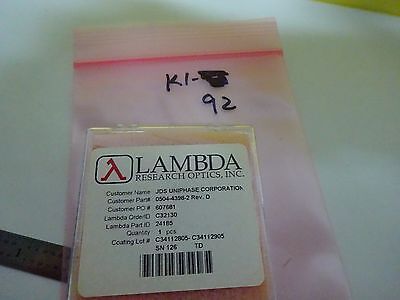 K1-
92
LAMBDA
RESEARCH OPTICS, INC.
Customer Name JDS UNIPHASE CORPORATION
Customer Part# 0504-4398-2 Rev. D
Customer PO # 607681
Lambda Order/ID C32130
Lambda Part ID 24185
Quantity 1 pcs
Coating Lot # C34112805- C34112905
SN 126 TD